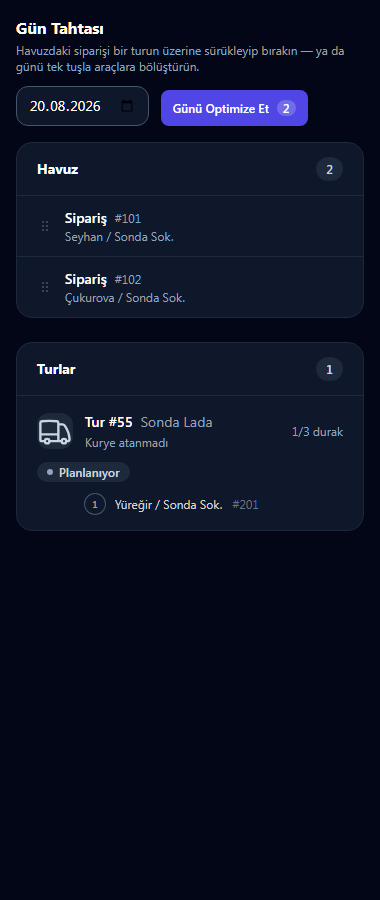 Gün Tahtası
Havuzdaki siparişi bir turun üzerine sürükleyip bırakın — ya da
günü tek tuşla araçlara bölüştürün.
20.08.2026
Günü Optimize Et 2
Havuz 2
Sipariş #101
Seyhan / Sonda Sok.
Sipariş #102
Çukurova / Sonda Sok.
Turlar 1
Tur #55 Sonda Lada
Kurye atanmadı
1/3 durak
Planlanıyor
1 Yüreğir / Sonda Sok. #201